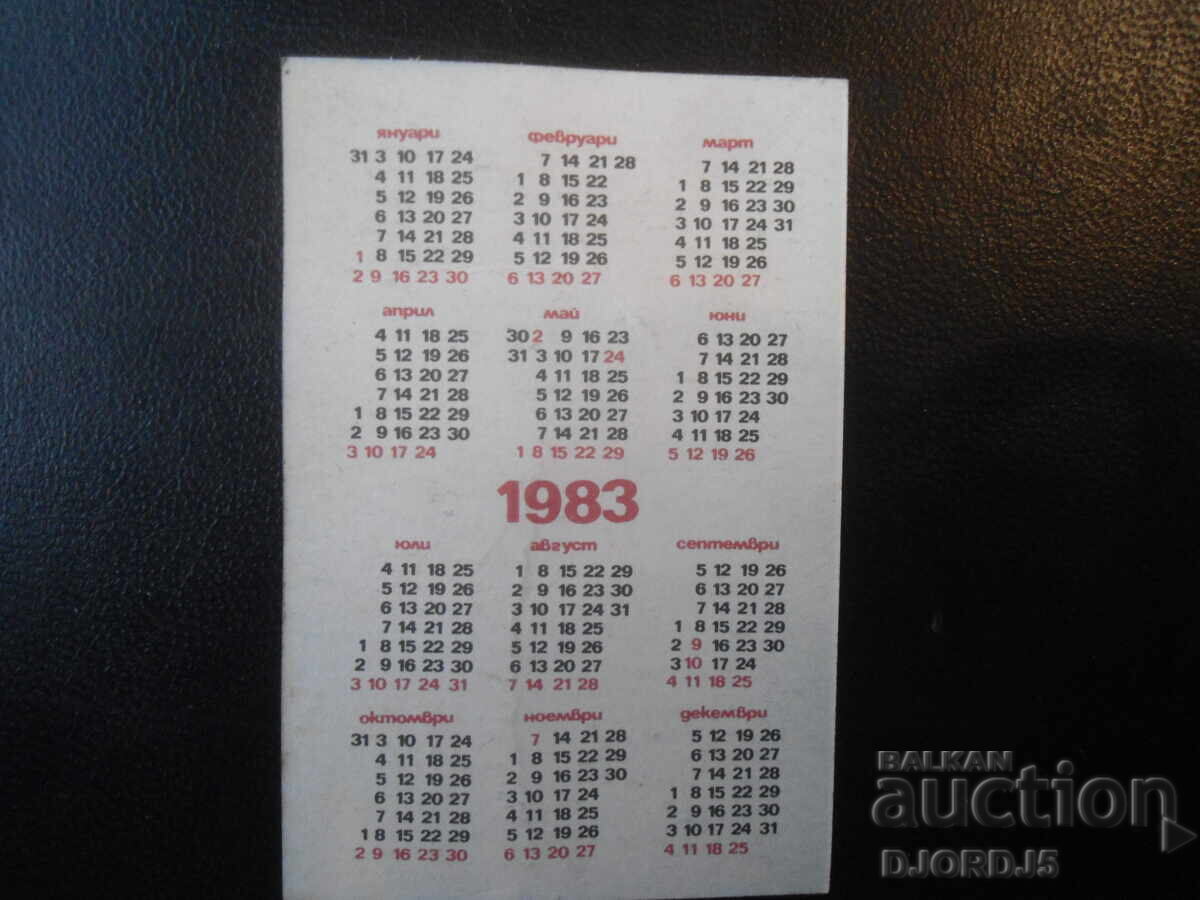 януари февруари март
31 3 10 17 24 7 14 21 28 7 14 21 28
4 11 18 25 1 8 15 22 1 8 15 22 29
5 12 19 26 2 9 16 23 2 9 16 23 30
6 13 20 27 3 10 17 24 3 10 17 24 31
7 14 21 28 4 11 18 25 4 11 18 25
1 8 15 22 29 5 12 19 26 5 12 19 26
2 9 16 23 30 6 13 20 27 6 13 20 27
април май юни
4 11 18 25 30 2 9 16 23 6 13 20 27
5 12 19 26 31 3 10 17 24 7 14 21 28
6 13 20 27 4 11 18 25 1 8 15 22 29
7 14 21 28 5 12 19 26 2 9 16 23 30
1 8 15 22 29 6 13 20 27 3 10 17 24
2 9 16 23 30 7 14 21 28 4 11 18 25
3 10 17 24 1 8 15 22 29 5 12 19 26
1983
юли август септември
4 11 18 25 1 8 15 22 29 5 12 19 26
5 12 19 26 2 9 16 23 30 6 13 20 27
6 13 20 27 3 10 17 24 31 7 14 21 28
7 14 21 28 4 11 18 25 1 8 15 22 29
1 8 15 22 29 5 12 19 26 2 9 16 23 30
2 9 16 23 30 6 13 20 27 3 10 17 24
3 10 17 24 31 7 14 21 28 4 11 18 25
октомври ноември декември
31 3 10 17 24 7 14 21 28 5 12 19 26
4 11 18 25 1 8 15 22 29 6 13 20 27
5 12 19 26 2 9 16 23 30 7 14 21 28
6 13 20 27 3 10 17 24 1 8 15 22 29
7 14 21 28 4 11 18 25 2 9 16 23 30
1 8 15 22 29 5 12 19 26 3 10 17 24 31
2 9 16 23 30 6 13 20 27 4 11 18 25
BALKAN
auction
DJORDJ5